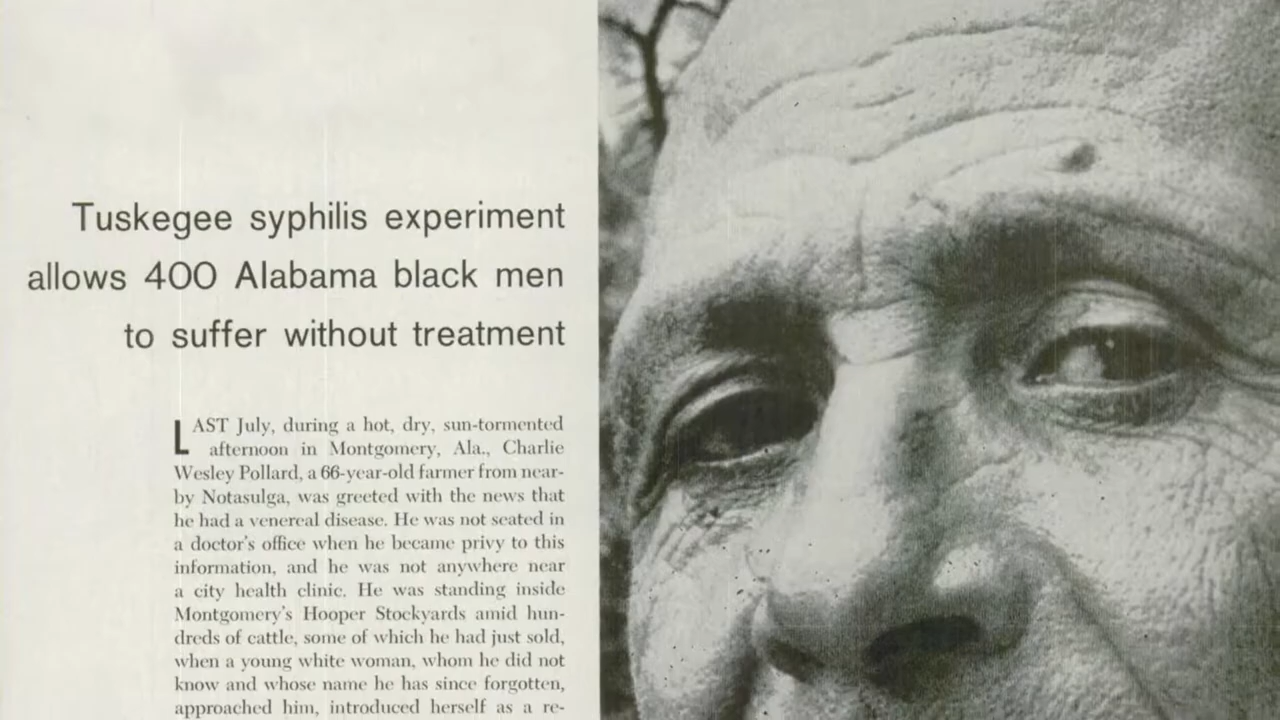 Tuskegee syphilis experiment
allows 400 Alabama black men
to suffer without treatment
LAST July, during a hot, dry, sun-tormented
afternoon in Montgomery, Ala., Charlie
Wesley Pollard, a 66-year-old farmer from near-
by Notasulga, was greeted with the news that
he had a venereal disease. He was not seated in
a doctor's office when he became privy to this
information, and he was not anywhere near
a city health clinic. He was standing inside
Montgomery's Hooper Stockyards amid hun-
dreds of cattle, some of which he had just sold,
when a young white woman, whom he did not
know and whose name he has since forgotten,
approached him, introduced herself as a re-